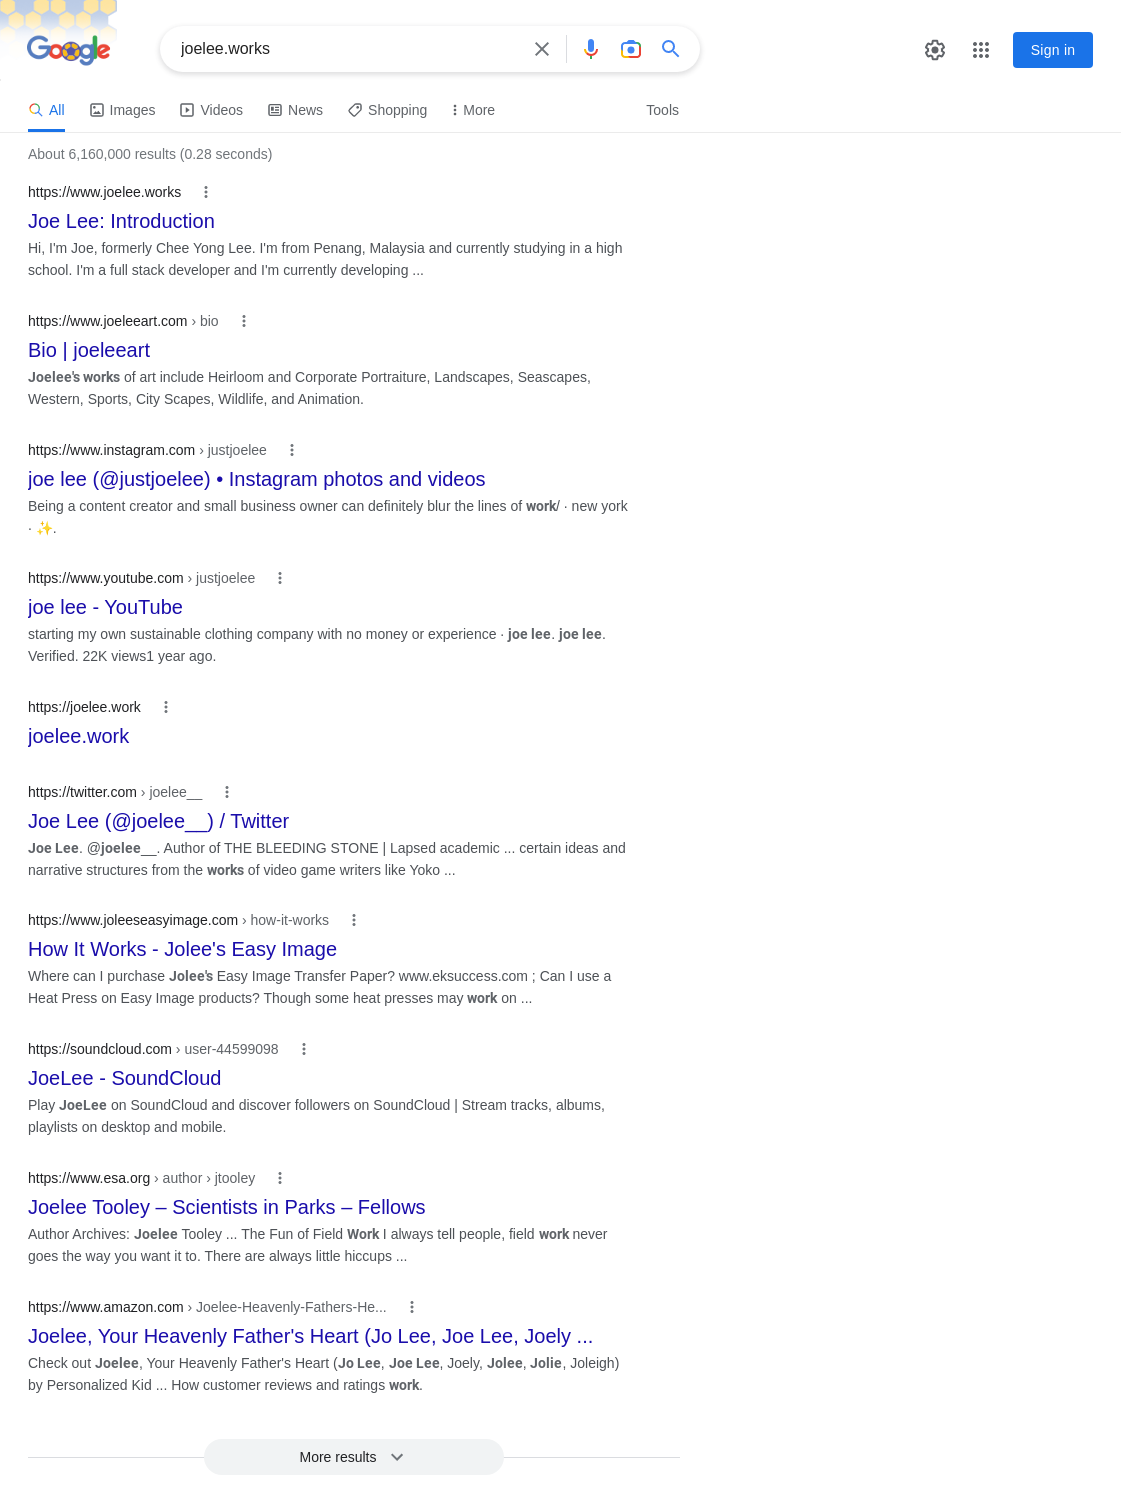 Google
joelee.works
Sign in
All Images Videos News Shopping More Tools
About 6,160,000 results (0.28 seconds)
https://www.joelee.works
Joe Lee: Introduction
Hi, I'm Joe, formerly Chee Yong Lee. I'm from Penang, Malaysia and currently studying in a high
school. I'm a full stack developer and I'm currently developing ...
https://www.joeleeart.com › bio
Bio | joeleeart
Joelee's works of art include Heirloom and Corporate Portraiture, Landscapes, Seascapes,
Western, Sports, City Scapes, Wildlife, and Animation.
https://www.instagram.com › justjoelee
joe lee (@justjoelee) • Instagram photos and videos
Being a content creator and small business owner can definitely blur the lines of work/ · new york
· ✨.
https://www.youtube.com › justjoelee
joe lee - YouTube
starting my own sustainable clothing company with no money or experience · joe lee. joe lee.
Verified. 22K views1 year ago.
https://joelee.work
joelee.work
https://twitter.com › joelee__
Joe Lee (@joelee__) / Twitter
Joe Lee. @joelee__. Author of THE BLEEDING STONE | Lapsed academic ... certain ideas and
narrative structures from the works of video game writers like Yoko ...
https://www.joleeseasyimage.com › how-it-works
How It Works - Jolee's Easy Image
Where can I purchase Jolee's Easy Image Transfer Paper? www.eksuccess.com ; Can I use a
Heat Press on Easy Image products? Though some heat presses may work on ...
https://soundcloud.com › user-44599098
JoeLee - SoundCloud
Play JoeLee on SoundCloud and discover followers on SoundCloud | Stream tracks, albums,
playlists on desktop and mobile.
https://www.esa.org › author › jtooley
Joelee Tooley – Scientists in Parks – Fellows
Author Archives: Joelee Tooley ... The Fun of Field Work I always tell people, field work never
goes the way you want it to. There are always little hiccups ...
https://www.amazon.com › Joelee-Heavenly-Fathers-He...
Joelee, Your Heavenly Father's Heart (Jo Lee, Joe Lee, Joely ...
Check out Joelee, Your Heavenly Father's Heart (Jo Lee, Joe Lee, Joely, Jolee, Jolie, Joleigh)
by Personalized Kid ... How customer reviews and ratings work.
More results